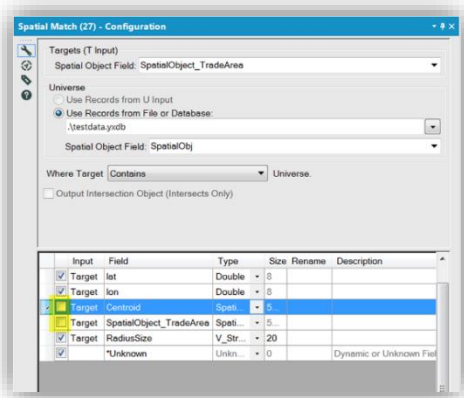 Spatial Match (27) - Configuration
Targets (T Input)
Spatial Object Field: SpatialObject_TradeArea
Universe
Use Records from U Input
Use Records from File or Database:
.\testdata.yxdb
Spatial Object Field: SpatialObj
Where Target Contains Universe.
Output Intersection Object (Intersects Only)
Input Field Type Size Rename Description
Target lat Double 8
Target lon Double 8
Target Centroid Spati... 5...
Target SpatialObject_TradeArea Spati... 5...
Target RadiusSize V_Str... 20
*Unknown Unkn... 0 Dynamic or Unknown Fiel